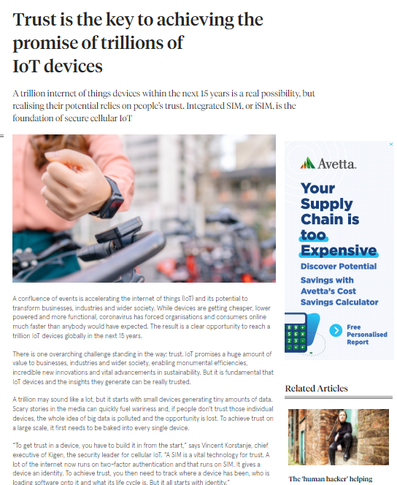 Trust is the key to achieving the
promise of trillions of
IoT devices
A trillion internet of things devices within the next 15 years is a real possibility, but
realising their potential relies on people's trust. Integrated SIM, or iSIM, is the
foundation of secure cellular IoT
A confluence of events is accelerating the internet of things (IoT) and its potential to
transform businesses, industries and wider society. While devices are getting cheaper, lower
powered and more functional, coronavirus has forced organisations and consumers online
much faster than anybody would have expected. The result is a clear opportunity to reach a
trillion IoT devices globally in the next 15 years.
There is one overarching challenge standing in the way: trust. IoT promises a huge amount of
value to businesses, industries and wider society, enabling monumental efficiencies,
incredible new innovations and vital advancements in sustainability. But it is fundamental that
IoT devices and the insights they generate can be really trusted.
A trillion may sound like a lot, but it starts with small devices generating tiny amounts of data.
Scary stories in the media can quickly fuel wariness and, if people don't trust those individual
devices, the whole idea of big data is polluted and the opportunity is lost. To achieve trust on
a large scale, it first needs to be baked into every single device.
"To get trust in a device, you have to build it in from the start," says Vincent Korstanje, chief
executive of Kigen, the security leader for cellular IoT. "A SIM is a vital technology for trust. A
lot of the internet now runs on two-factor authentication and that runs on SIM. It gives a
device an identity. To achieve trust, you then need to track where a device has been, who is
loading software onto it and what its life cycle is. But it all starts with identity."
Avetta.
Your
Supply
Chain is
too
Expensive
Discover Potential
Savings with
Avetta's Cost
Savings Calculator
Free
Personalised
Report
Related Articles
The 'human hacker' helping